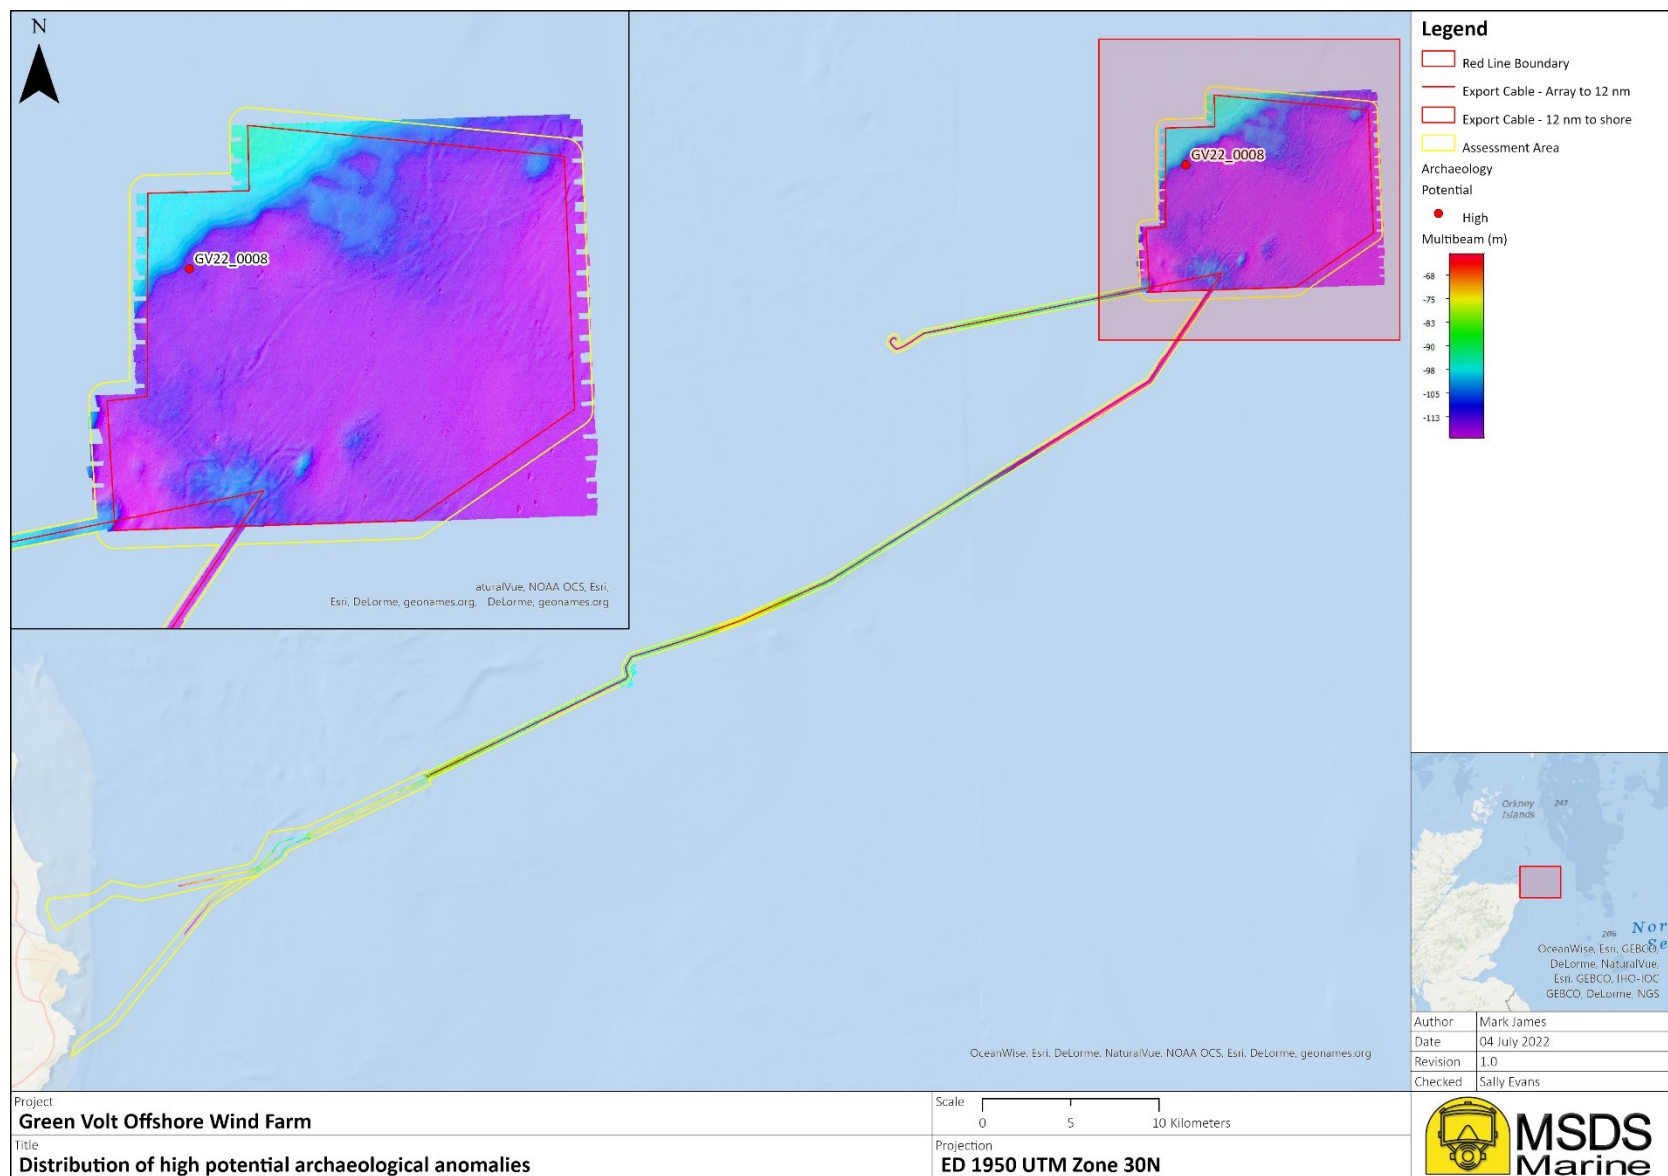 N
GV22_0008
aturalVue, NOAA OCS, Esri,
Esri, DeLorme, geonames.org, DeLorme, geonames.org
GV22_0008
OceanWise, Esri, DeLorme, NaturalVue, NOAA OCS, Esri, DeLorme, geonames.org
Legend
Red Line Boundary
Export Cable - Array to 12 nm
Export Cable - 12 nm to shore
Assessment Area
Archaeology
Potential
High
Multibeam (m)
-68
-75
-83
-90
-98
-105
-113
Orkney
Islands
243
206
Nor
Se
OceanWise, Esri, GEBCO,
DeLorme, NaturalVue,
Esri, GEBCO, IHO-IOC
GEBCO, DeLorme, NGS
Author Mark James
Date 04 July 2022
Revision 1.0
Checked Sally Evans
Project
Green Volt Offshore Wind Farm
Title
Distribution of high potential archaeological anomalies
Scale
0 5 10 Kilometers
Projection
ED 1950 UTM Zone 30N
MSDS
Marine